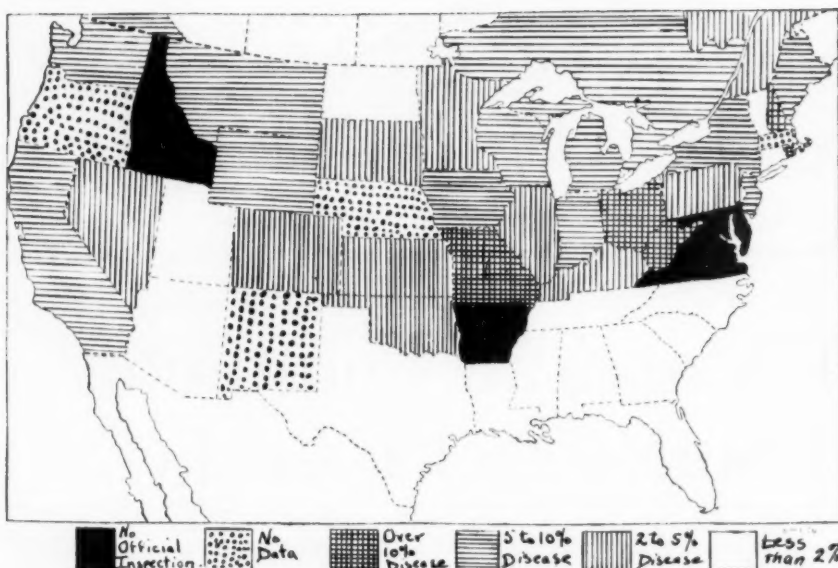 No
Official
Inspection.
No
Data
Over
10%
Disease
5 to 10%
Disease
2 to 5%
Disease
Less
Than 2%